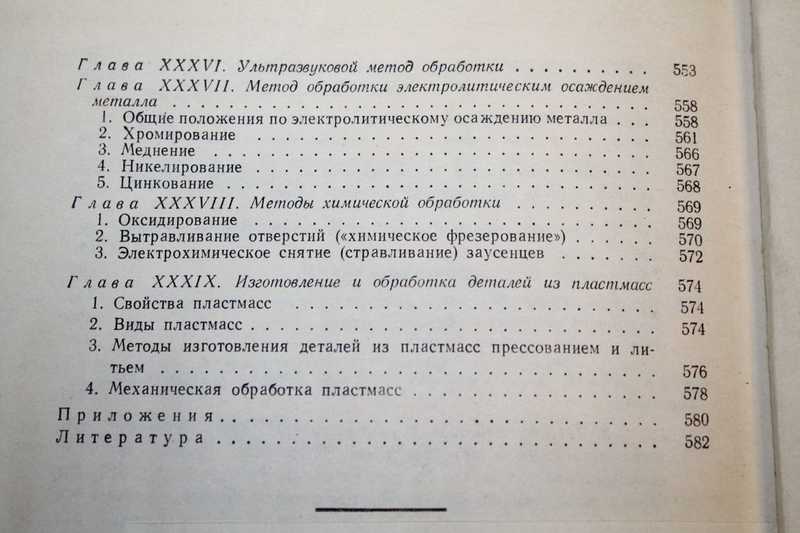 Глава XXXVI. Ультразвуковой метод обработки . . . . . . . . . . 553
Глава XXXVII. Метод обработки электролитическим осаждением
металла . . . . . . . . . . . . . . . . . . . . . . . . . . . . . . 558
1. Общие положения по электролитическому осаждению металла . . . 558
2. Хромирование . . . . . . . . . . . . . . . . . . . . . . . . . 561
3. Меднение . . . . . . . . . . . . . . . . . . . . . . . . . . . 566
4. Никелирование . . . . . . . . . . . . . . . . . . . . . . . . . 567
5. Цинкование . . . . . . . . . . . . . . . . . . . . . . . . . . 568
Глава XXXVIII. Методы химической обработки . . . . . . . . . . 569
1. Оксидирование . . . . . . . . . . . . . . . . . . . . . . . . . 569
2. Вытравливание отверстий («химическое фрезерование») . . . . . . 570
3. Электрохимическое снятие (стравливание) заусенцев . . . . . . . 572
Глава XXXIX. Изготовление и обработка деталей из пластмасс 574
1. Свойства пластмасс . . . . . . . . . . . . . . . . . . . . . . . 574
2. Виды пластмасс . . . . . . . . . . . . . . . . . . . . . . . . . 574
3. Методы изготовления деталей из пластмасс прессованием и ли-
тьем . . . . . . . . . . . . . . . . . . . . . . . . . . . . . . . 576
4. Механическая обработка пластмасс . . . . . . . . . . . . . . . 578
Приложения . . . . . . . . . . . . . . . . . . . . . . . . . . . . 580
Литература . . . . . . . . . . . . . . . . . . . . . . . . . . . . 582